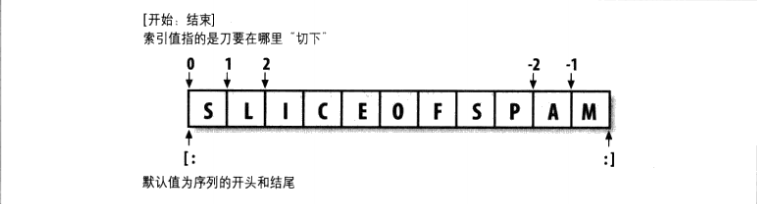 [开始：结束]
索引值指的是刀要在哪里“切下”
0 1 2 -2 -1
S L I C E O F S P A M
[: :]
默认值为序列的开头和结尾